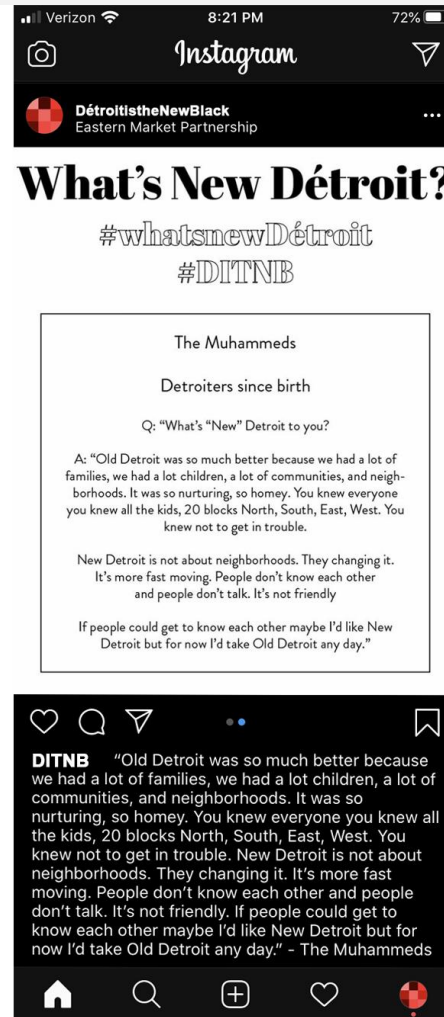 Verizon 8:21 PM 72%
Instagram
DétroitistheNewBlack
Eastern Market Partnership
What's New Détroit?
#whatsnewDétroit
#DITNB
The Muhammeds
Detroiters since birth
Q: “What's “New” Detroit to you?
A: “Old Detroit was so much better because we had a lot of
families, we had a lot children, a lot of communities, and neigh-
borhoods. It was so nurturing, so homey. You knew everyone
you knew all the kids, 20 blocks North, South, East, West. You
knew not to get in trouble.
New Detroit is not about neighborhoods. They changing it.
It's more fast moving. People don't know each other
and people don't talk. It's not friendly
If people could get to know each other maybe I'd like New
Detroit but for now I'd take Old Detroit any day.”
DITNB “Old Detroit was so much better because
we had a lot of families, we had a lot children, a lot of
communities, and neighborhoods. It was so
nurturing, so homey. You knew everyone you knew all
the kids, 20 blocks North, South, East, West. You
knew not to get in trouble. New Detroit is not about
neighborhoods. They changing it. It's more fast
moving. People don't know each other and people
don't talk. It's not friendly. If people could get to
know each other maybe I'd like New Detroit but for
now I'd take Old Detroit any day.” - The Muhammeds